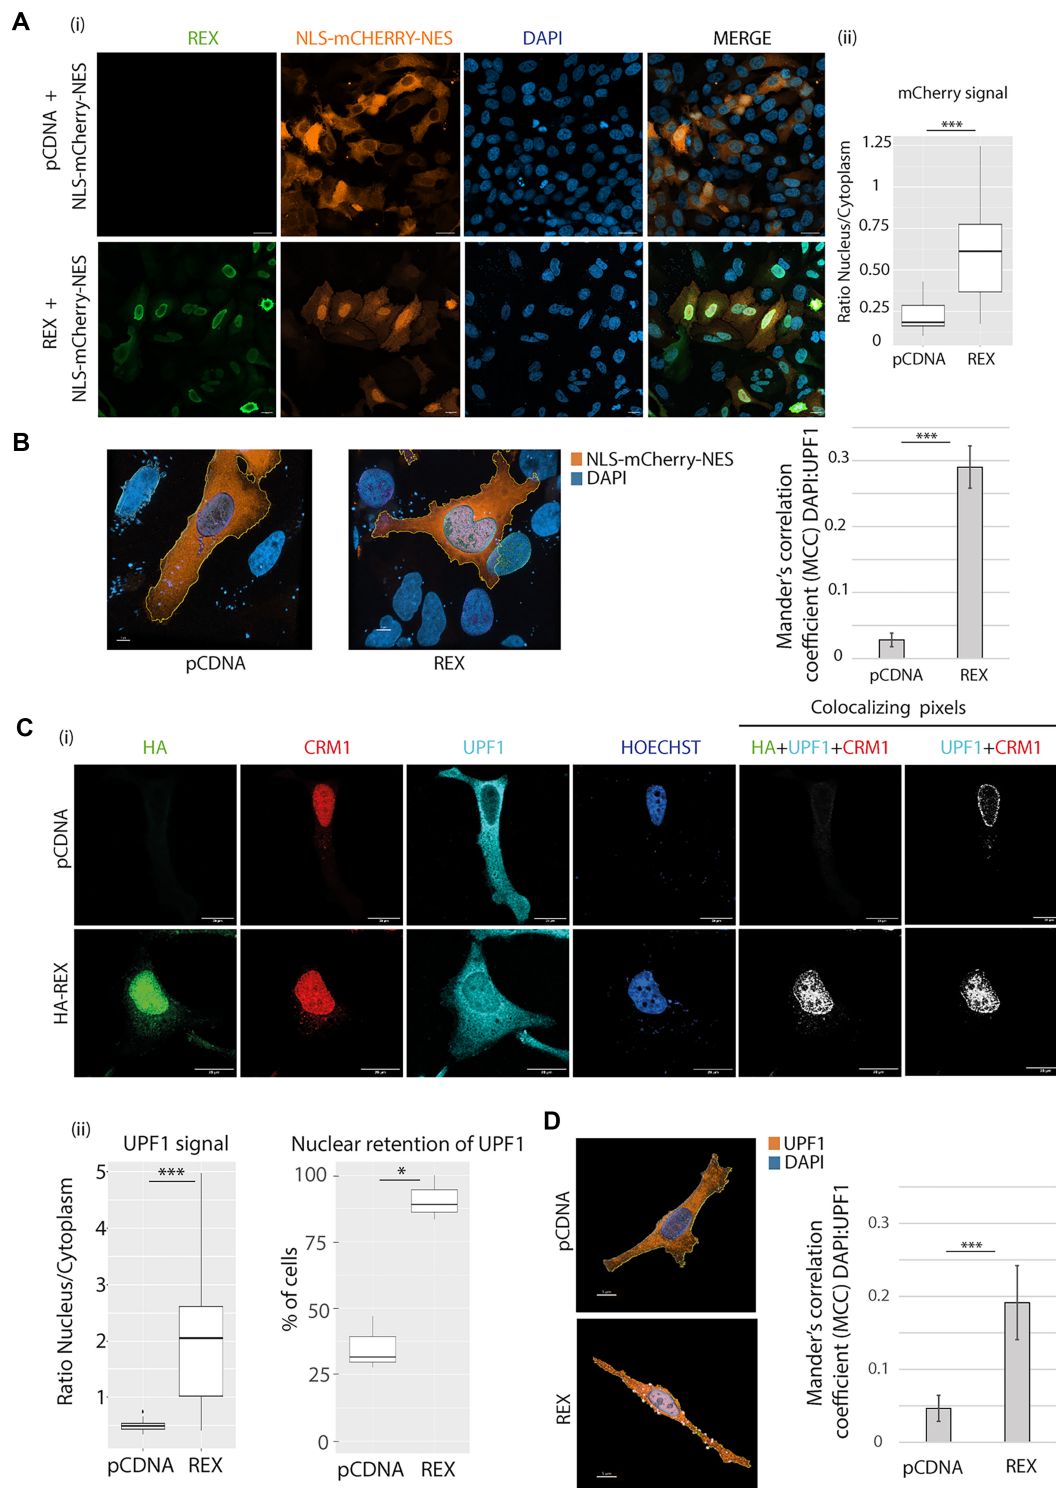 A
(i)
REX
NLS-mCHERRY-NES
DAPI
MERGE
pCDNA +
NLS-mCherry-NES
REX +
NLS-mCherry-NES
(ii)
mCherry signal
***
Ratio Nucleus/Cytoplasm
1.25
1
0.75
0.50
0.25
0
pCDNA
REX
B
NLS-mCherry-NES
DAPI
pCDNA
REX
Mander's correlation
coefficient (MCC) DAPI:UPF1
***
0.3
0.2
0.1
0
pCDNA
REX
C
(i)
Colocalizing pixels
HA
CRM1
UPF1
HOECHST
HA+UPF1+CRM1
UPF1+CRM1
pCDNA
HA-REX
(ii)
UPF1 signal
***
Ratio Nucleus/Cytoplasm
5
4
3
2
1
pCDNA
REX
Nuclear retention of UPF1
*
% of cells
100
75
50
25
0
pCDNA
REX
D
UPF1
DAPI
pCDNA
REX
Mander's correlation
coefficient (MCC) DAPI:UPF1
***
0.3
0.2
0.1
0
pCDNA
REX